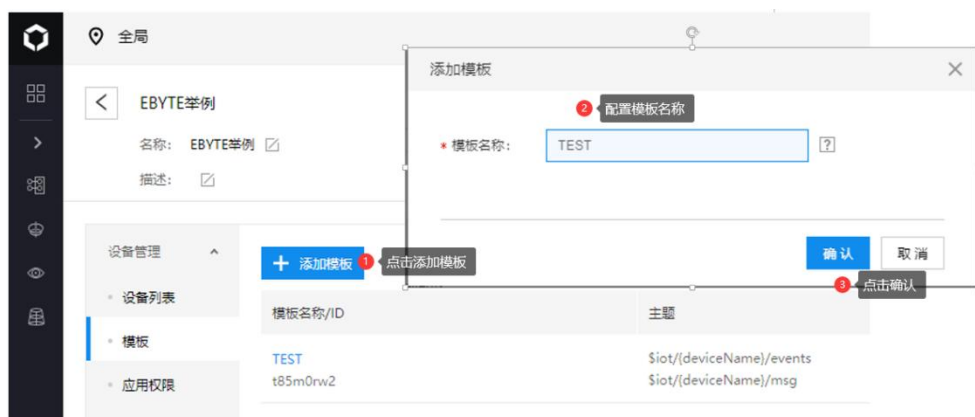 全局
添加模板
EBYTE举例
2 配置模板名称
名称： EBYTE举例
* 模板名称： TEST ?
描述：
设备管理
+ 添加模板 1 点击添加模板
确认 取消
3 点击确认
设备列表
模板名称/ID 主题
模板
TEST $iot/{deviceName}/events
t85m0rw2 $iot/{deviceName}/msg
应用权限